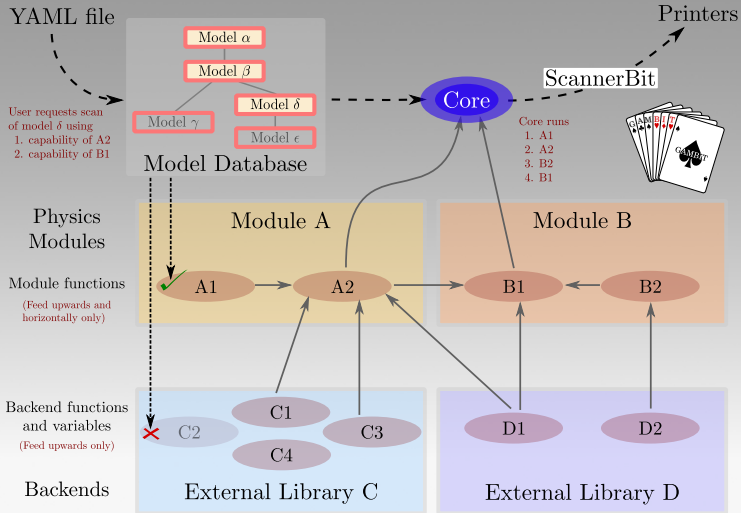 YAML file
Printers
Model α
Model β
Model δ
Model γ
Model ϵ
Model Database
User requests scan
of model δ using
1. capability of A2
2. capability of B1
Core
ScannerBit
Core runs
1. A1
2. A2
3. B2
4. B1
G A M B I T
GAMBIT
Physics
Modules
Module A
Module B
Module functions
(Feed upwards and
horizontally only)
A1
A2
B1
B2
Backend functions
and variables
(Feed upwards only)
C1
C2
C3
C4
D1
D2
Backends
External Library C
External Library D